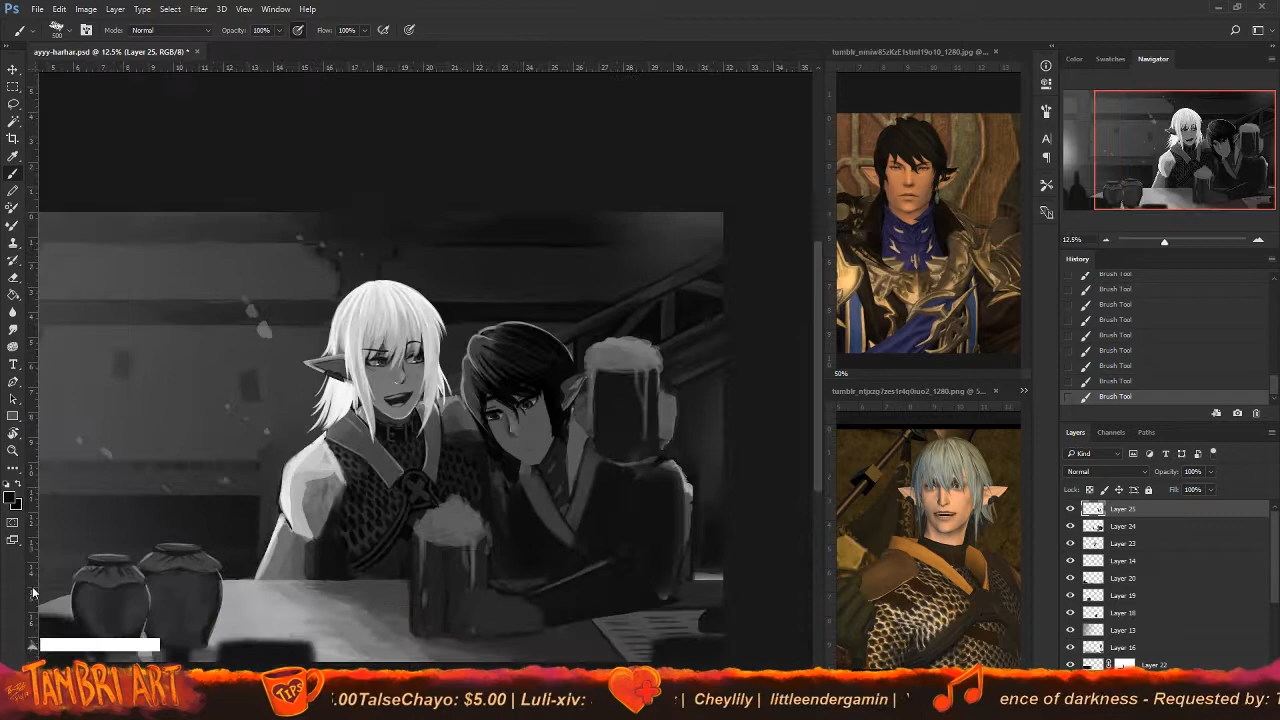 Ps File Edit Image Layer Type Select Filter 3D View Window Help
500 Mode: Normal Opacity: 100% Flow: 100%
ayyy-harhar.psd @ 12.5% (Layer 25, RGB/8) *
50%
Color Swatches Navigator
12.5%
History
Brush Tool
Brush Tool
Brush Tool
Brush Tool
Brush Tool
Brush Tool
Brush Tool
Brush Tool
Brush Tool
Layers Channels Paths
Kind
Normal Opacity: 100%
Lock: Fill: 100%
Layer 25
Layer 24
Layer 23
Layer 14
Layer 20
Layer 19
Layer 18
Layer 13
Layer 16
Layer 22
TAMBRI ART
TIPS
.00TalseChayo: $5.00 | Luli-xiv:
| Cheylily | littleendergamin |
ence of darkness - Requested by: